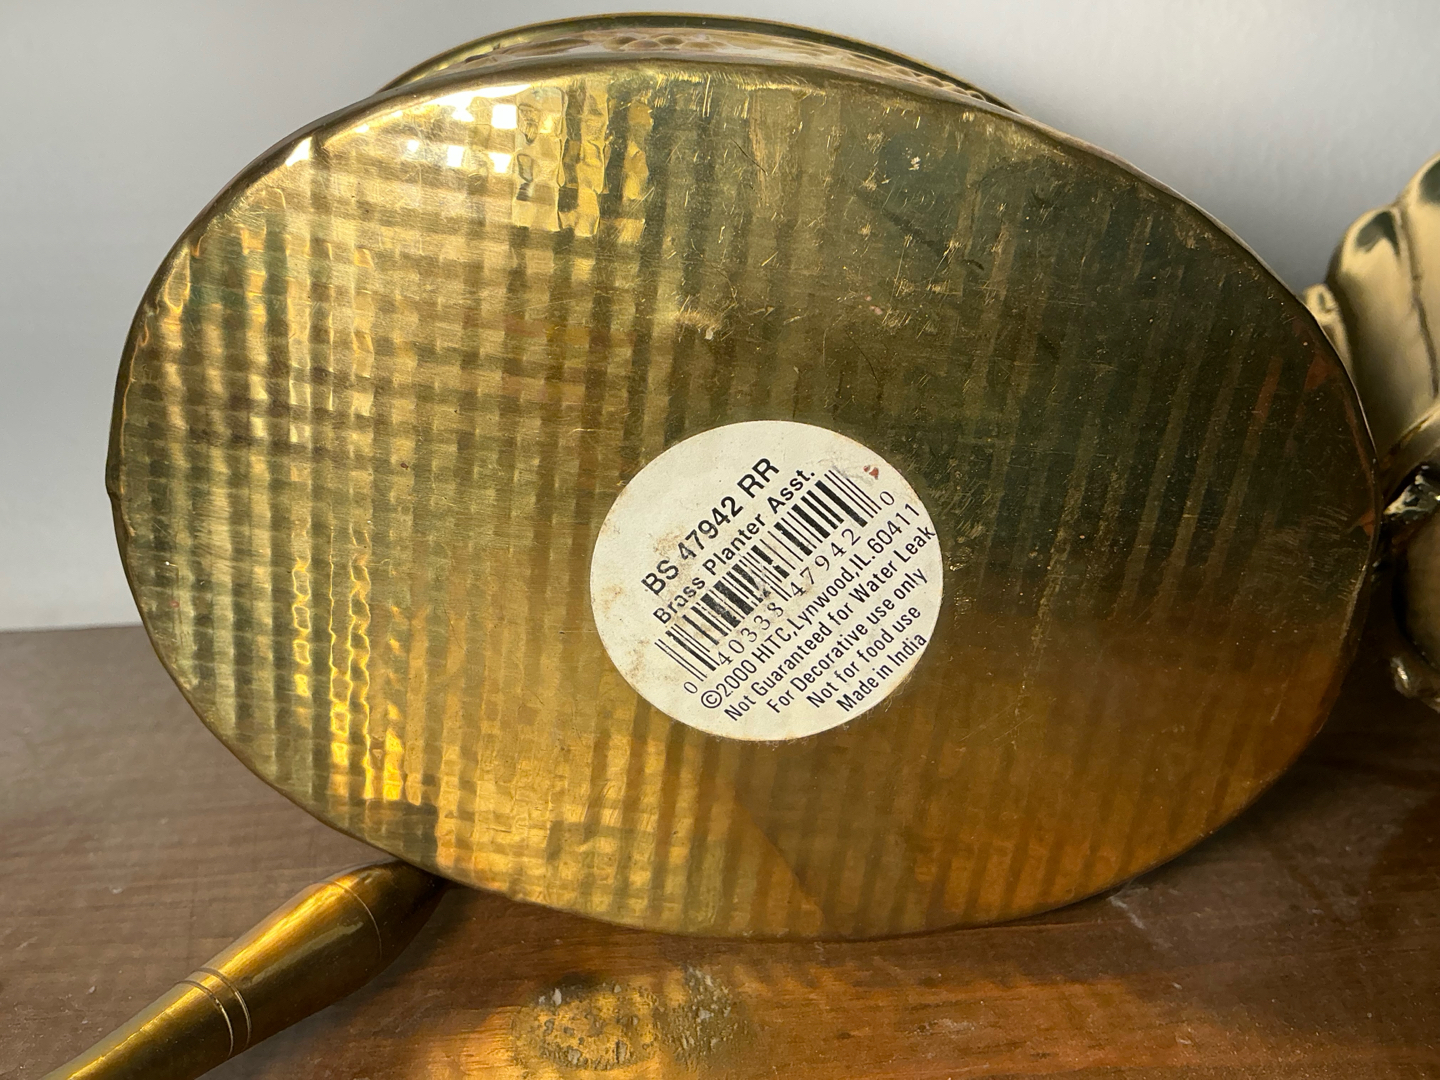 BS 47942 RR
Brass Planter Asst.
0 40338 47942 0
©2000 HITC,Lynwood,IL.60411
Not Guaranteed for Water Leak
For Decorative use only
Not for food use
Made in India